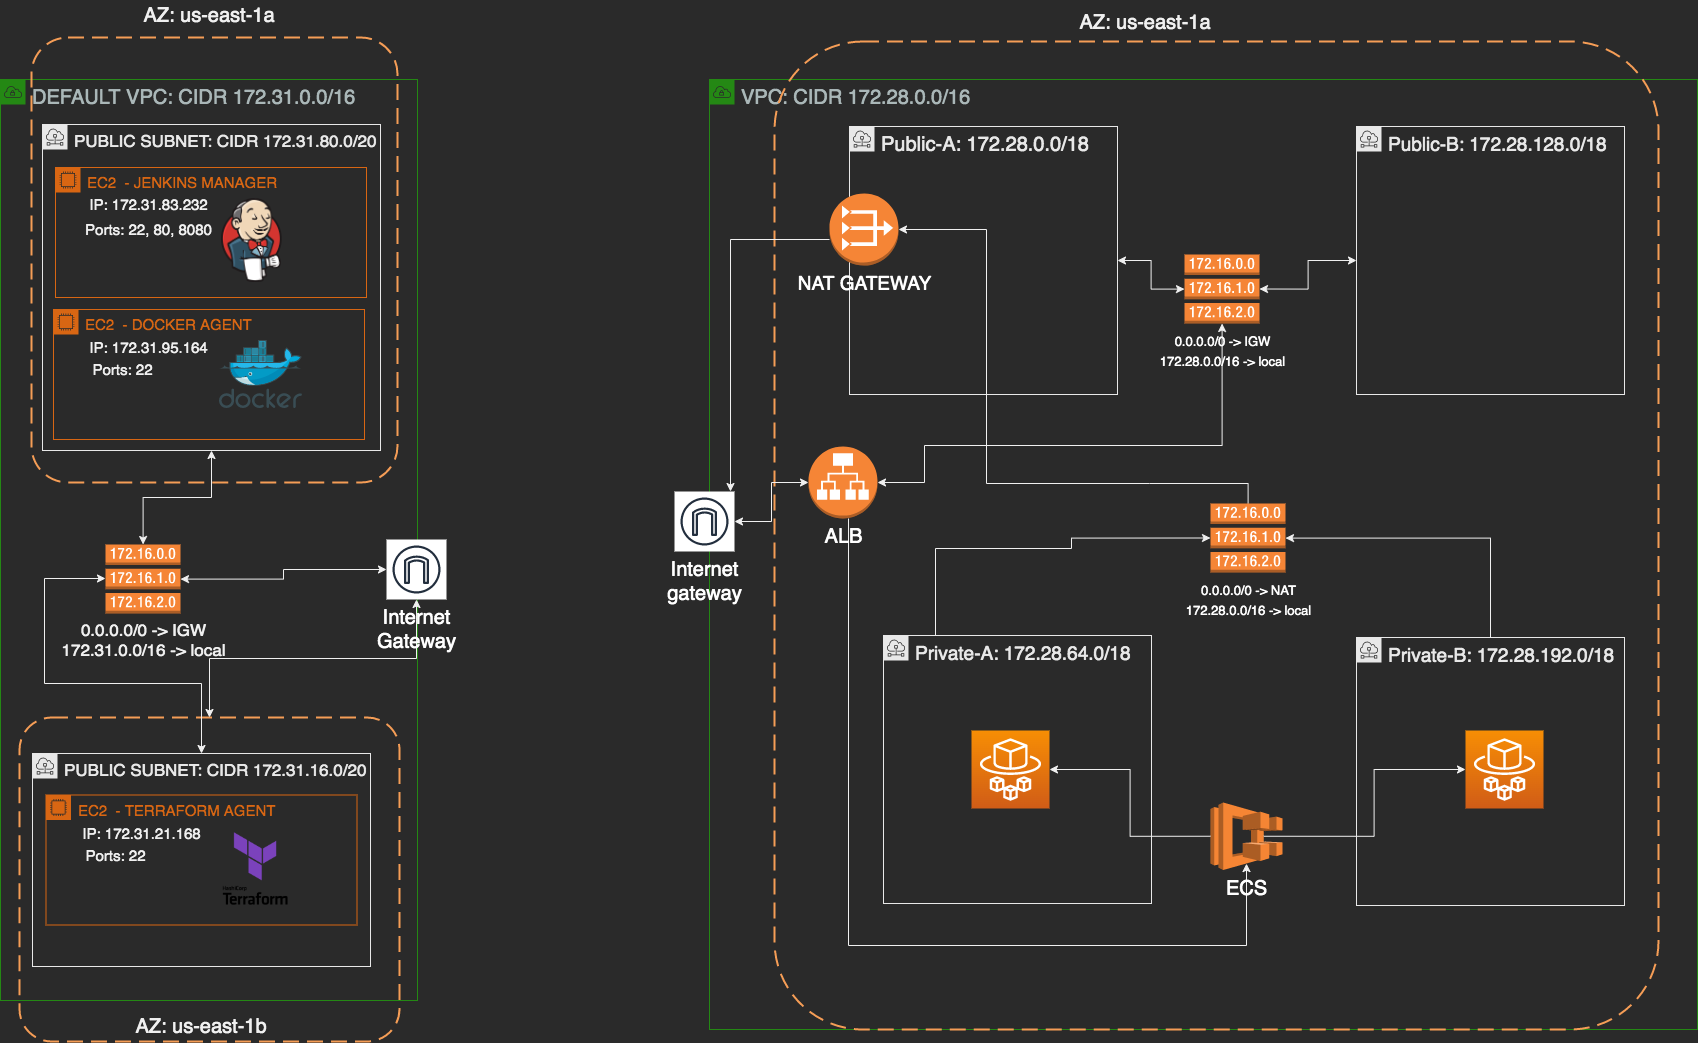 AZ: us-east-1a
DEFAULT VPC: CIDR 172.31.0.0/16
PUBLIC SUBNET: CIDR 172.31.80.0/20
EC2 - JENKINS MANAGER
IP: 172.31.83.232
Ports: 22, 80, 8080
EC2 - DOCKER AGENT
IP: 172.31.95.164
Ports: 22
docker
172.16.0.0
172.16.1.0
172.16.2.0
0.0.0.0/0 -> IGW
172.31.0.0/16 -> local
Internet
Gateway
PUBLIC SUBNET: CIDR 172.31.16.0/20
EC2 - TERRAFORM AGENT
IP: 172.31.21.168
Ports: 22
HashiCorp
Terraform
AZ: us-east-1b
AZ: us-east-1a
VPC: CIDR 172.28.0.0/16
Public-A: 172.28.0.0/18
Public-B: 172.28.128.0/18
NAT GATEWAY
172.16.0.0
172.16.1.0
172.16.2.0
0.0.0.0/0 -> IGW
172.28.0.0/16 -> local
ALB
Internet
gateway
172.16.0.0
172.16.1.0
172.16.2.0
0.0.0.0/0 -> NAT
172.28.0.0/16 -> local
Private-A: 172.28.64.0/18
Private-B: 172.28.192.0/18
ECS